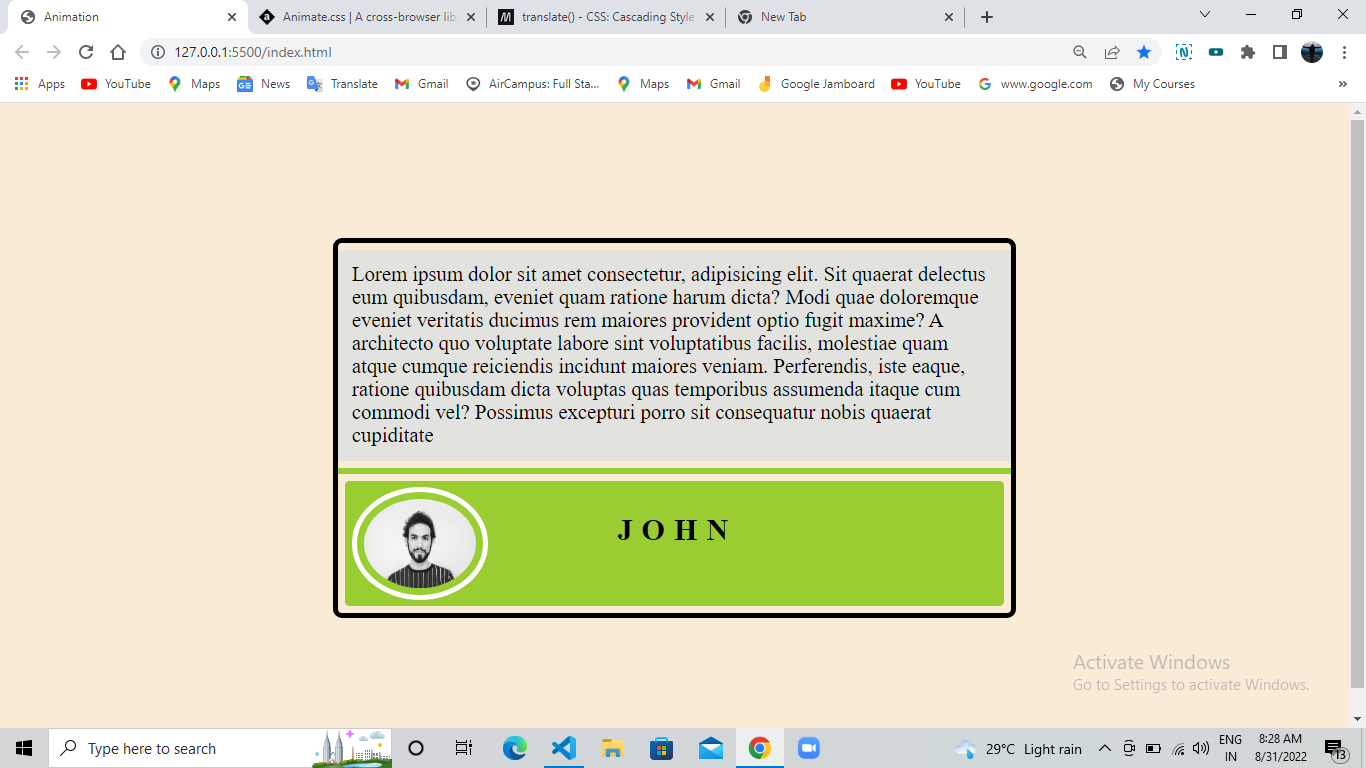 Animation
Animate.css | A cross-browser lib
translate() - CSS: Cascading Style
New Tab
127.0.0.1:5500/index.html
Apps
YouTube
Maps
News
Translate
Gmail
AirCampus: Full Sta...
Maps
Gmail
Google Jamboard
YouTube
www.google.com
My Courses
Lorem ipsum dolor sit amet consectetur, adipisicing elit. Sit quaerat delectus
eum quibusdam, eveniet quam ratione harum dicta? Modi quae doloremque
eveniet veritatis ducimus rem maiores provident optio fugit maxime? A
architecto quo voluptate labore sint voluptatibus facilis, molestiae quam
atque cumque reiciendis incidunt maiores veniam. Perferendis, iste eaque,
ratione quibusdam dicta voluptas quas temporibus assumenda itaque cum
commodi vel? Possimus excepturi porro sit consequatur nobis quaerat
cupiditate
J O H N
Activate Windows
Go to Settings to activate Windows.
Type here to search
29°C Light rain
ENG
IN
8:28 AM
8/31/2022
13